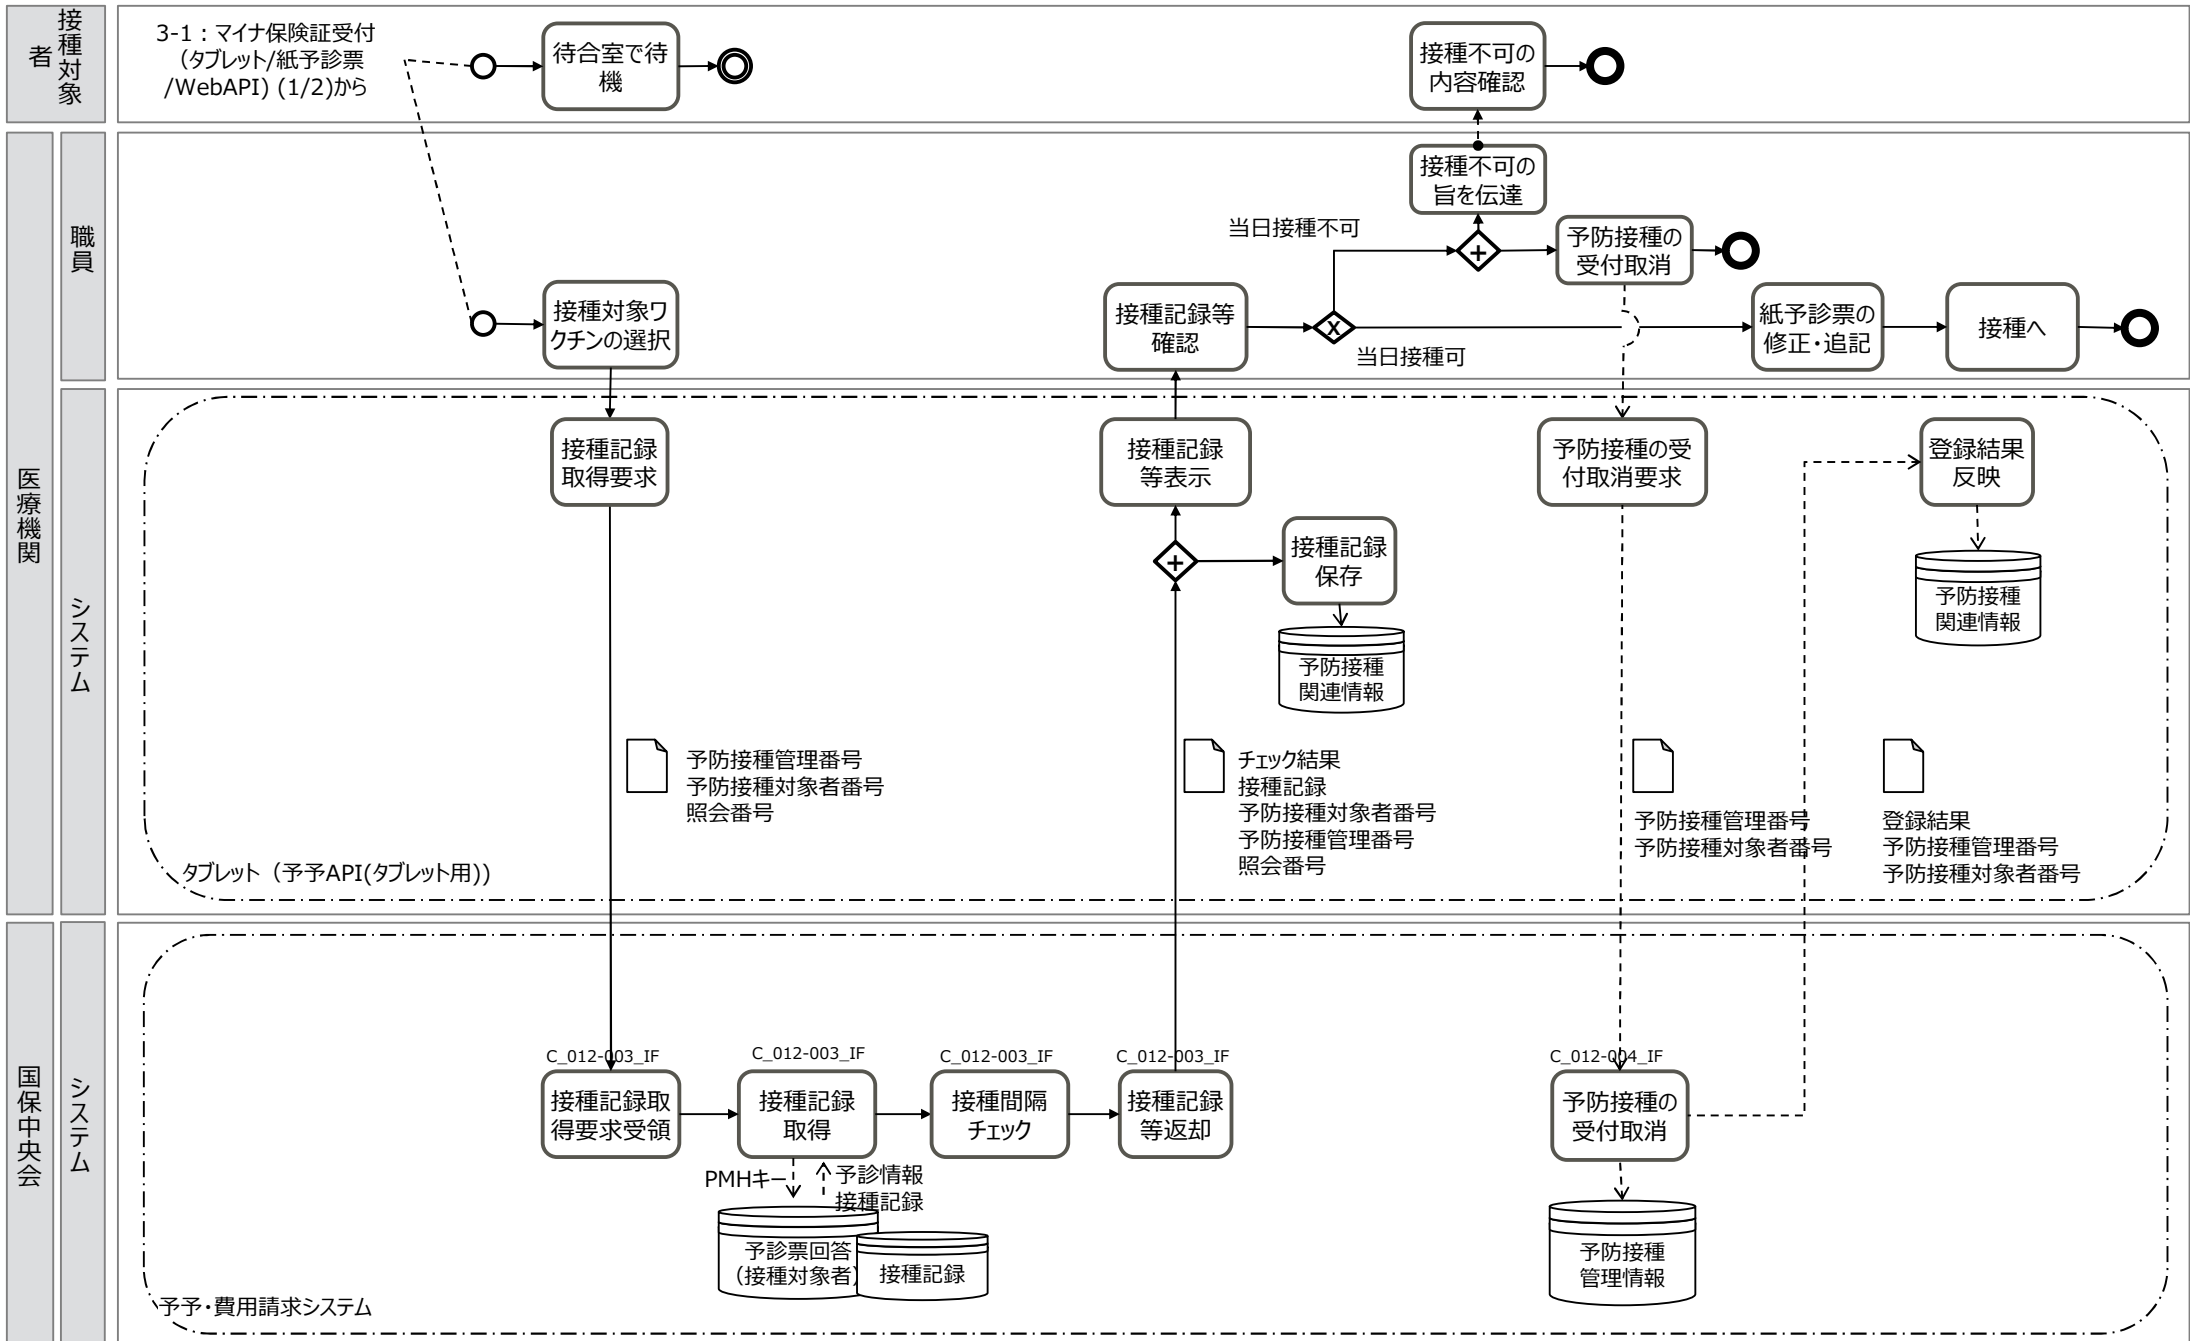 接種対象
者
3-1：マイナ保険証受付
（タブレット/紙予診票
/WebAPI) (1/2)から
待合室で待
機
接種不可の
内容確認
医療機関
職員
接種不可の
旨を伝達
当日接種不可
+
予防接種の
受付取消
接種対象ワ
クチンの選択
接種記録等
確認
X
当日接種可
紙予診票の
修正・追記
接種へ
システム
接種記録
取得要求
接種記録
等表示
予防接種の受
付取消要求
登録結果
反映
+
接種記録
保存
予防接種
関連情報
予防接種
関連情報
予防接種管理番号
予防接種対象者番号
照会番号
チェック結果
接種記録
予防接種対象者番号
予防接種管理番号
照会番号
予防接種管理番号
予防接種対象者番号
登録結果
予防接種管理番号
予防接種対象者番号
タブレット（予予API(タブレット用)）
国保中央会
システム
C_012-003_IF
C_012-003_IF
C_012-003_IF
C_012-003_IF
C_012-004_IF
接種記録取
得要求受領
接種記録
取得
接種間隔
チェック
接種記録
等返却
予防接種の
受付取消
PMHキー
予診情報
接種記録
予診票回答
（接種対象者）
接種記録
予防接種
管理情報
予予・費用請求システム